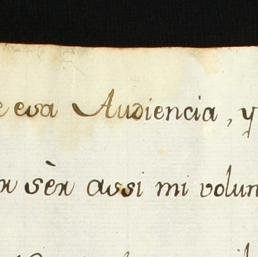 esa Audiencia, y
sèr assi mi volun